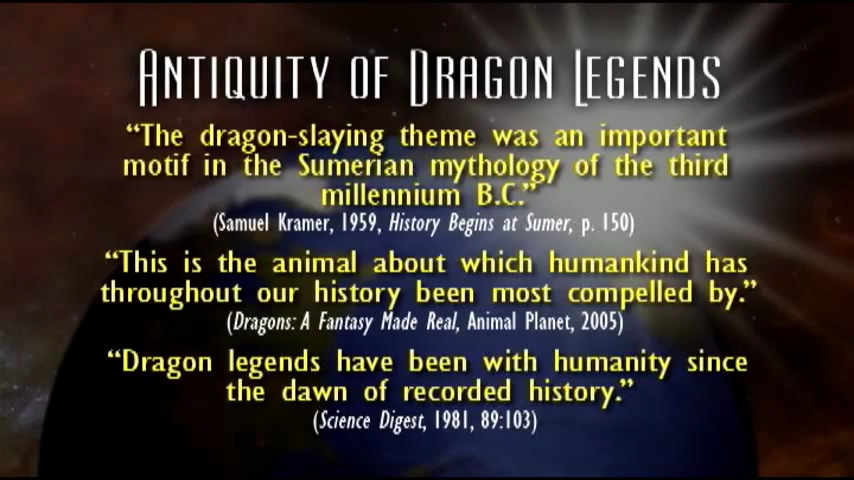 Antiquity of Dragon Legends
“The dragon-slaying theme was an important
motif in the Sumerian mythology of the third
millennium B.C.”
(Samuel Kramer, 1959, History Begins at Sumer, p. 150)
“This is the animal about which humankind has
throughout our history been most compelled by.”
(Dragons: A Fantasy Made Real, Animal Planet, 2005)
“Dragon legends have been with humanity since
the dawn of recorded history.”
(Science Digest, 1981, 89:103)